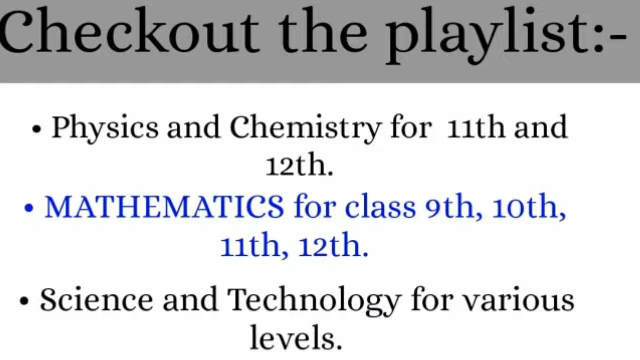 Checkout the playlist:-
• Physics and Chemistry for 11th and
12th.
• MATHEMATICS for class 9th, 10th,
11th, 12th.
• Science and Technology for various
levels.